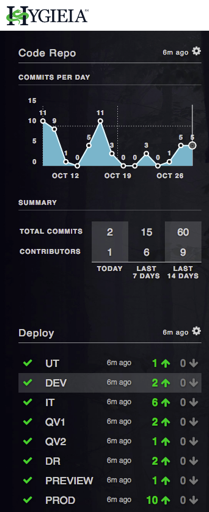 HYGIEIA
Code Repo 6m ago
COMMITS PER DAY
15
10
5
0
11 9 1 0 5 11 3 0 0 3 0 1 5 5
OCT 12 OCT 19 OCT 26
SUMMARY
TOTAL COMMITS 2 15 60
CONTRIBUTORS 1 6 9
TODAY LAST 7 DAYS LAST 14 DAYS
Deploy 6m ago
UT 6m ago 1 0
DEV 6m ago 2 0
IT 6m ago 6 0
QV1 6m ago 2 0
QV2 6m ago 1 0
DR 6m ago 2 0
PREVIEW 6m ago 1 0
PROD 6m ago 10 0